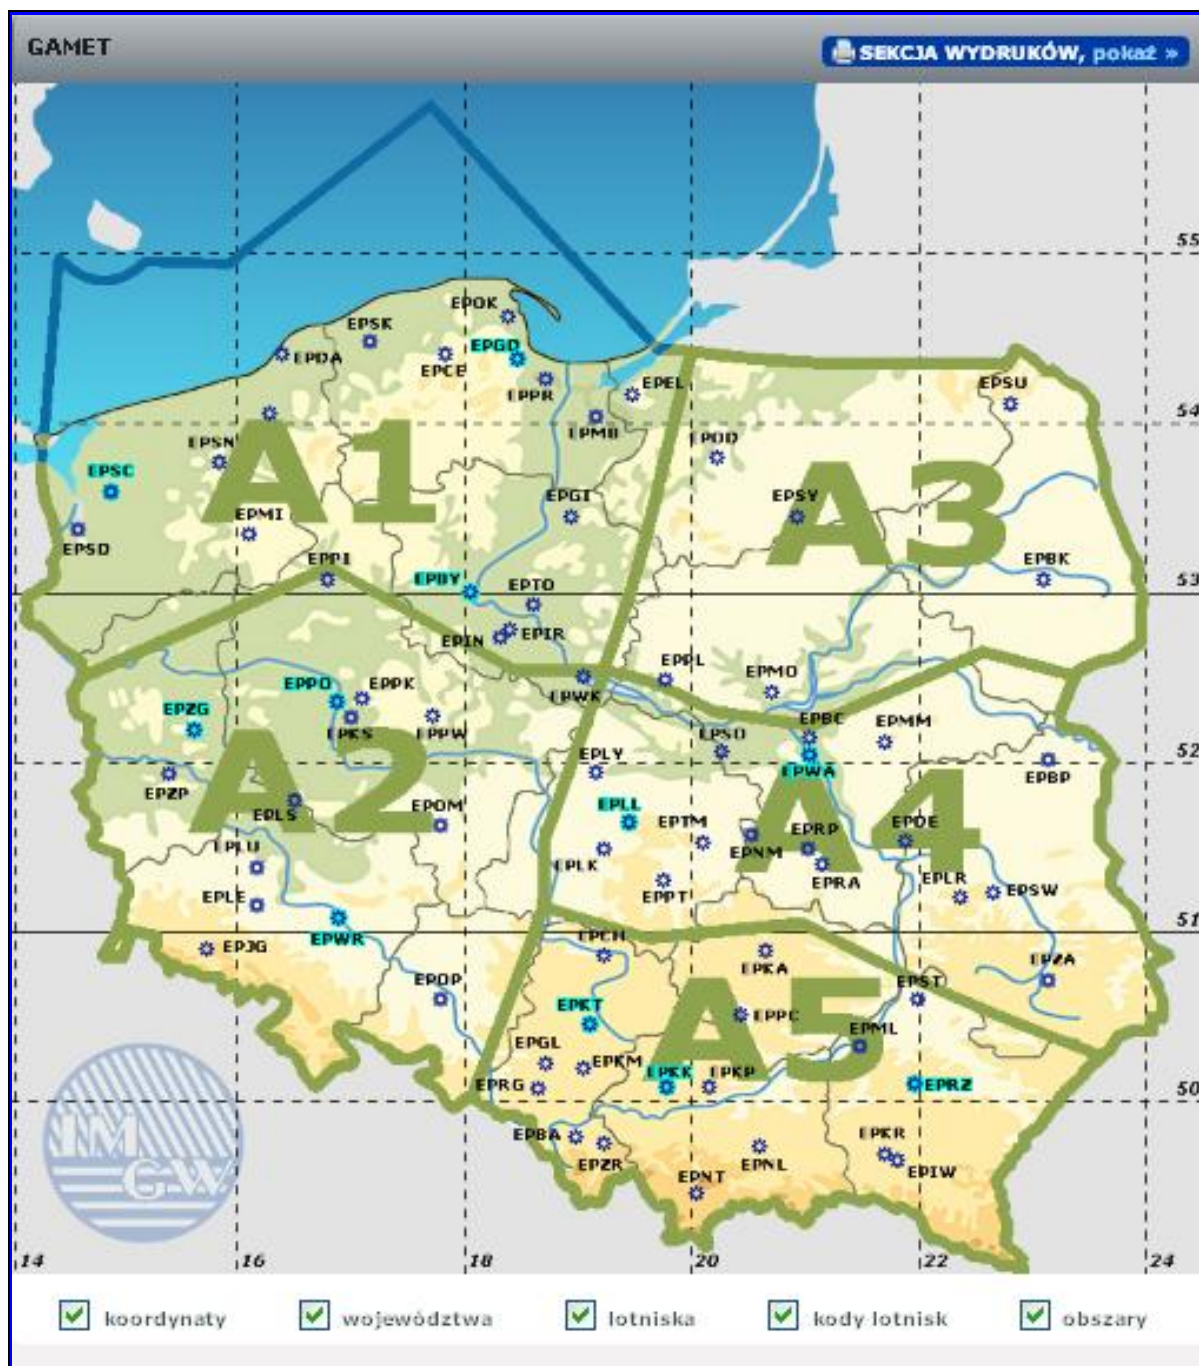 GAMET
SEKCJA WYDRUKÓW, pokaż »
55
EPOK
EPSK
EPGD
EPDA
EPCE
EPPR
EPEL
EPSU
54
EPMB
EPSN
EPOD
EPSC
A1
EPGI
EPSY
A3
EPMI
EPSD
EPPI
EPBY
EPTO
EPBK
53
EPIN
EPIR
EPPL
EPMO
EPPO
EPPK
EPWK
EPZG
EPKS
EPPW
EPBC
EPMM
EPSO
52
EPLY
EPWA
EPBP
EPZP
A2
EPLS
EPOM
EPLL
EPTM
EPRP
A4
EPDE
EPLU
EPLK
EPNM
EPRA
EPLE
EPPT
EPLR
EPSW
EPWR
51
EPJG
EPCH
EPKA
EPZA
EPOP
EPST
EPKT
A5
EPPC
EPML
EPGL
EPKM
EPRG
EPKK
EPKP
EPRZ
50
IM
GW
EPBA
EPZR
EPNL
EPKR
EPIW
EPNT
14
16
18
20
22
24
koordynaty
województwa
lotniska
kody lotnisk
obszary